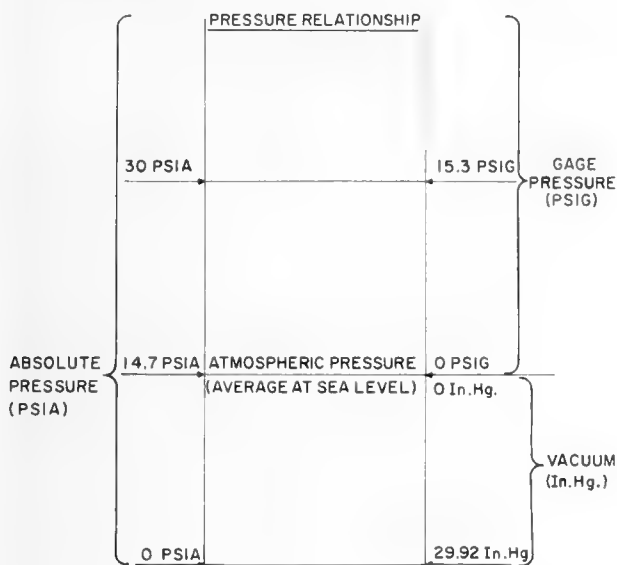 PRESSURE RELATIONSHIP
30 PSIA
15.3 PSIG
GAGE
PRESSURE
(PSIG)
ABSOLUTE
PRESSURE
(PSIA)
14.7 PSIA
ATMOSPHERIC PRESSURE
(AVERAGE AT SEA LEVEL)
0 PSIG
0 In.Hg.
VACUUM
(In.Hg.)
0 PSIA
29.92 In.Hg